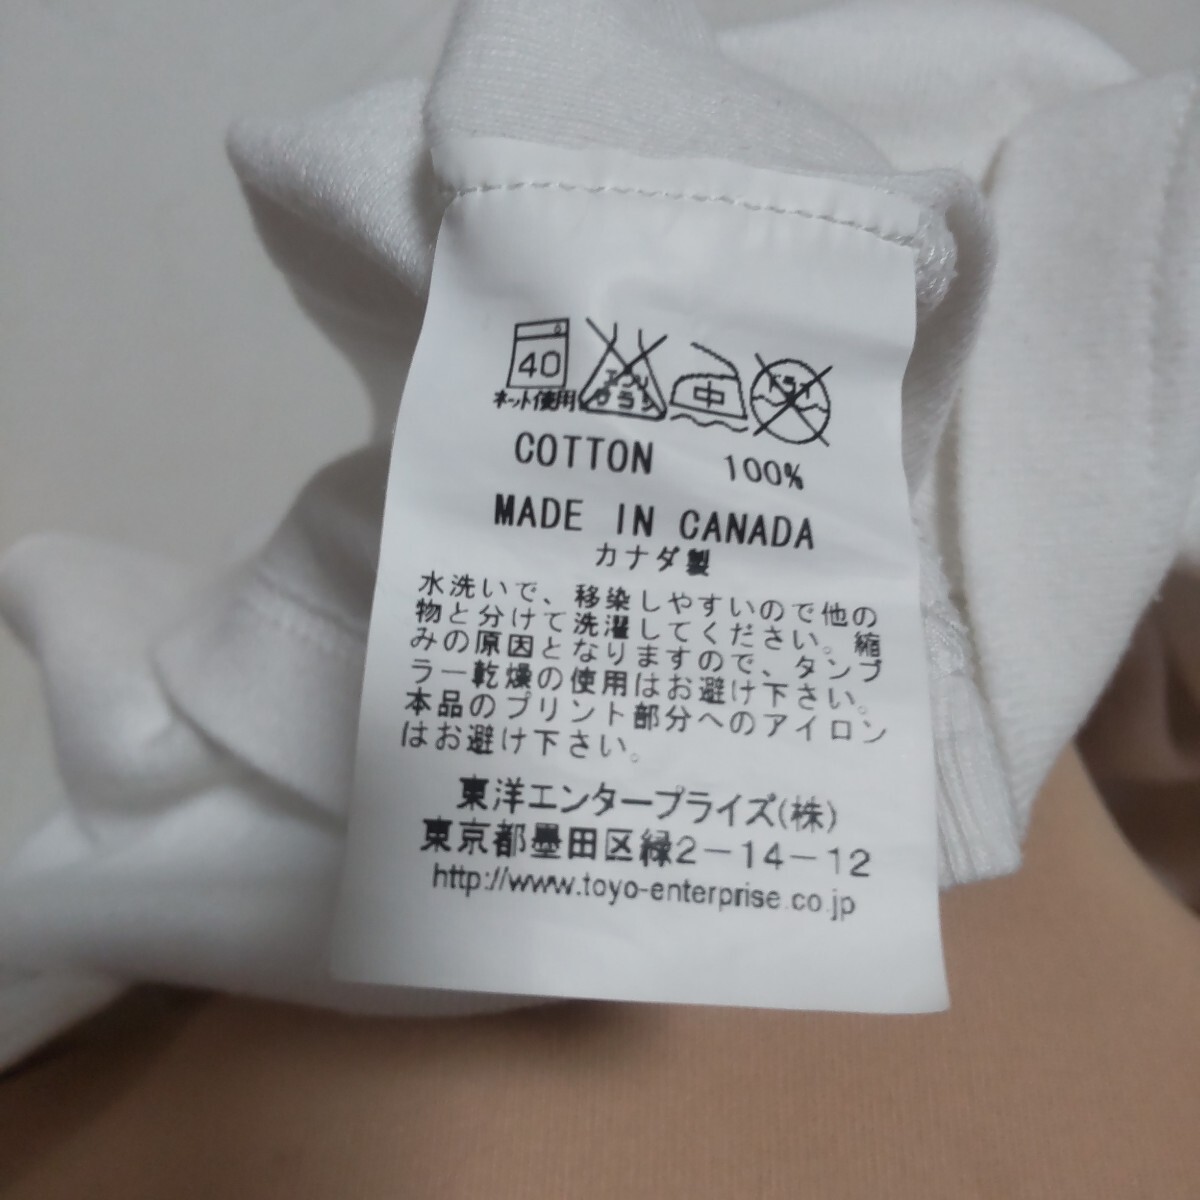 40
ネット使用
エンソ
サラシ
中
ドライ
COTTON 100%
MADE IN CANADA
カナダ製
水洗いで、移染しやすいので他の
物と分けて洗濯してください。縮
みの原因となりますので、タンブ
ラー乾燥の使用はお避け下さい。
本品のプリント部分へのアイロン
はお避け下さい。
東洋エンタープライズ(株)
東京都墨田区緑2-14-12
http://www.toyo-enterprise.co.jp